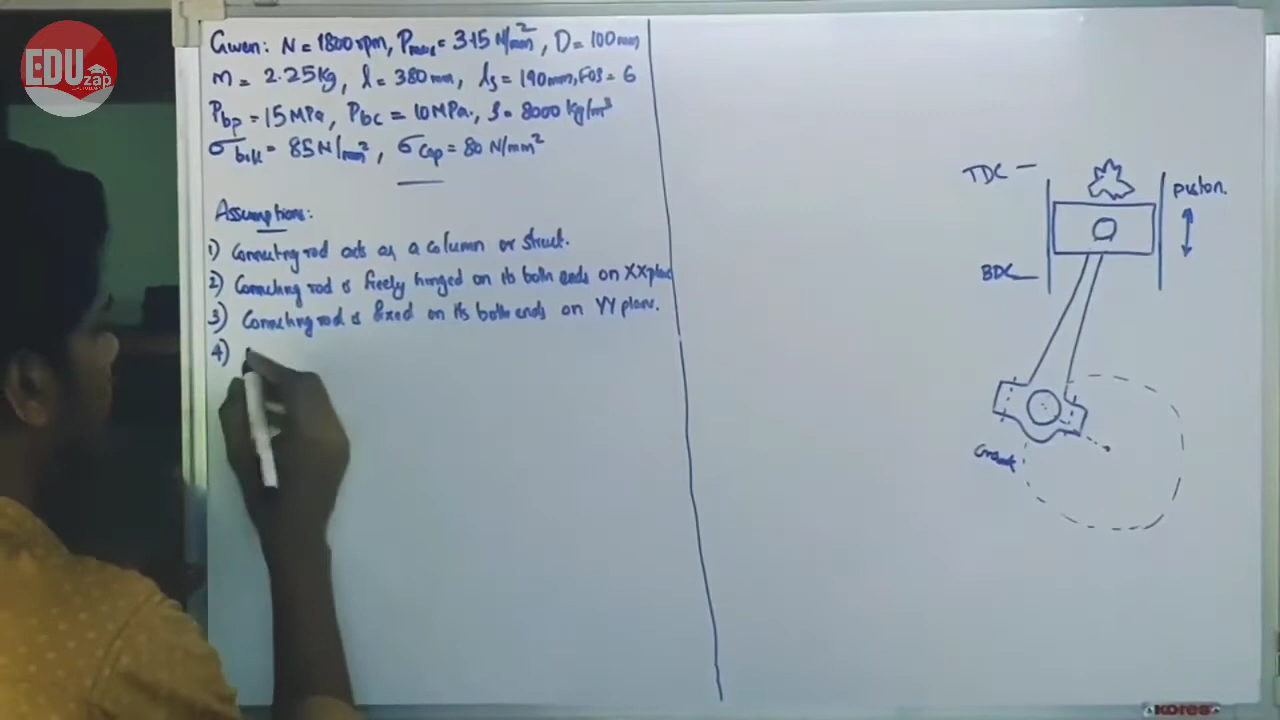 EDU
zap
Given: N = 1800 rpm, Pmax = 3.15 N/mm², D = 100 mm
m = 2.25 kg, l = 380 mm, ls = 190 mm, FOS = 6
Pbp = 15 MPa, Pbc = 10 MPa., ρ = 8000 kg/m³
σbolt = 85 N/mm², σcap = 80 N/mm²
Assumptions:
1) Connecting rod acts as a column or struct.
2) Connecting rod is freely hinged on its both ends on XX plane
3) Connecting rod is fixed on its both ends on YY plane.
4)
TDC
piston.
BDC
Crank
kores